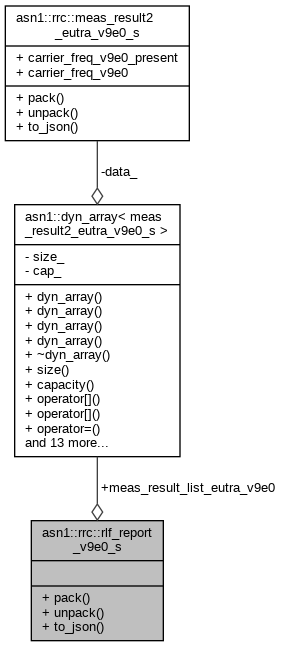 asn1::rrc::meas_result2
_eutra_v9e0_s
+ carrier_freq_v9e0_present
+ carrier_freq_v9e0
+ pack()
+ unpack()
+ to_json()
-data_
asn1::dyn_array< meas
_result2_eutra_v9e0_s >
- size_
- cap_
+ dyn_array()
+ dyn_array()
+ dyn_array()
+ dyn_array()
+ ~dyn_array()
+ size()
+ capacity()
+ operator[]()
+ operator[]()
+ operator=()
and 13 more...
+meas_result_list_eutra_v9e0
asn1::rrc::rlf_report
_v9e0_s
+ pack()
+ unpack()
+ to_json()